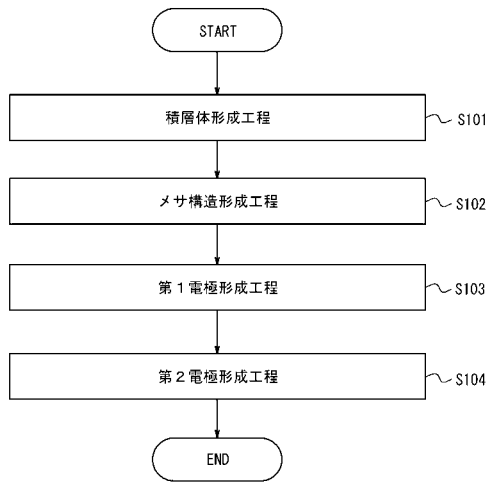 START
積層体形成工程
S101
メサ構造形成工程
S102
第1電極形成工程
S103
第2電極形成工程
S104
END